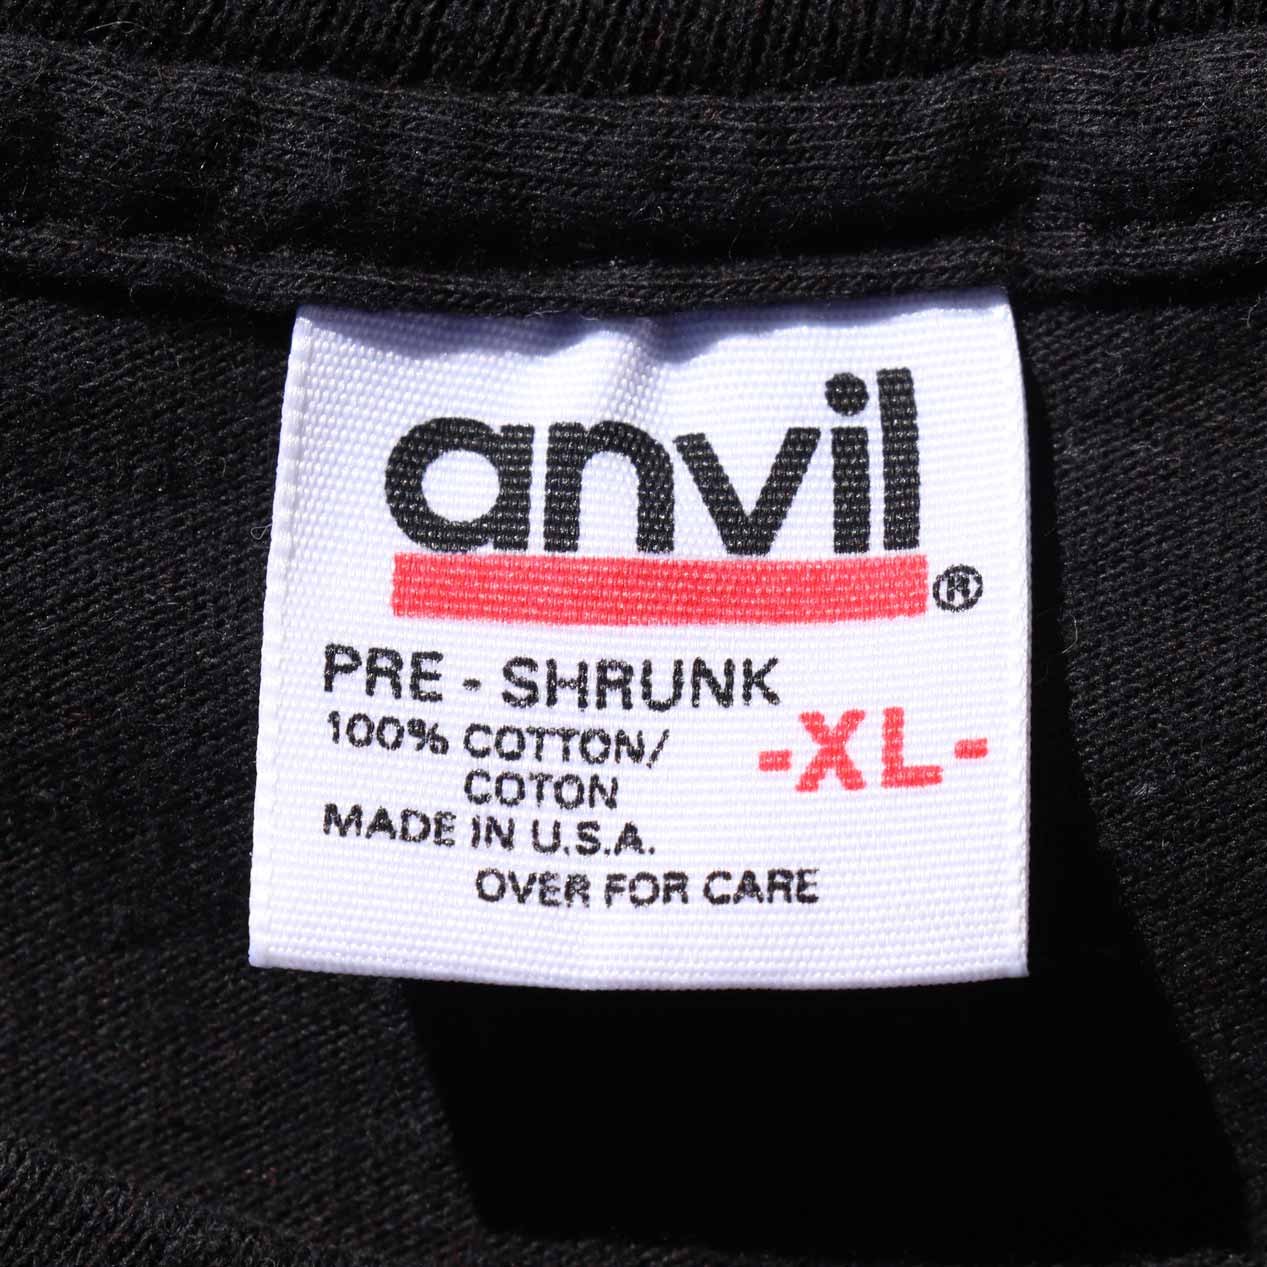 anvil®
PRE - SHRUNK
100% COTTON/
COTON
-XL-
MADE IN U.S.A.
OVER FOR CARE